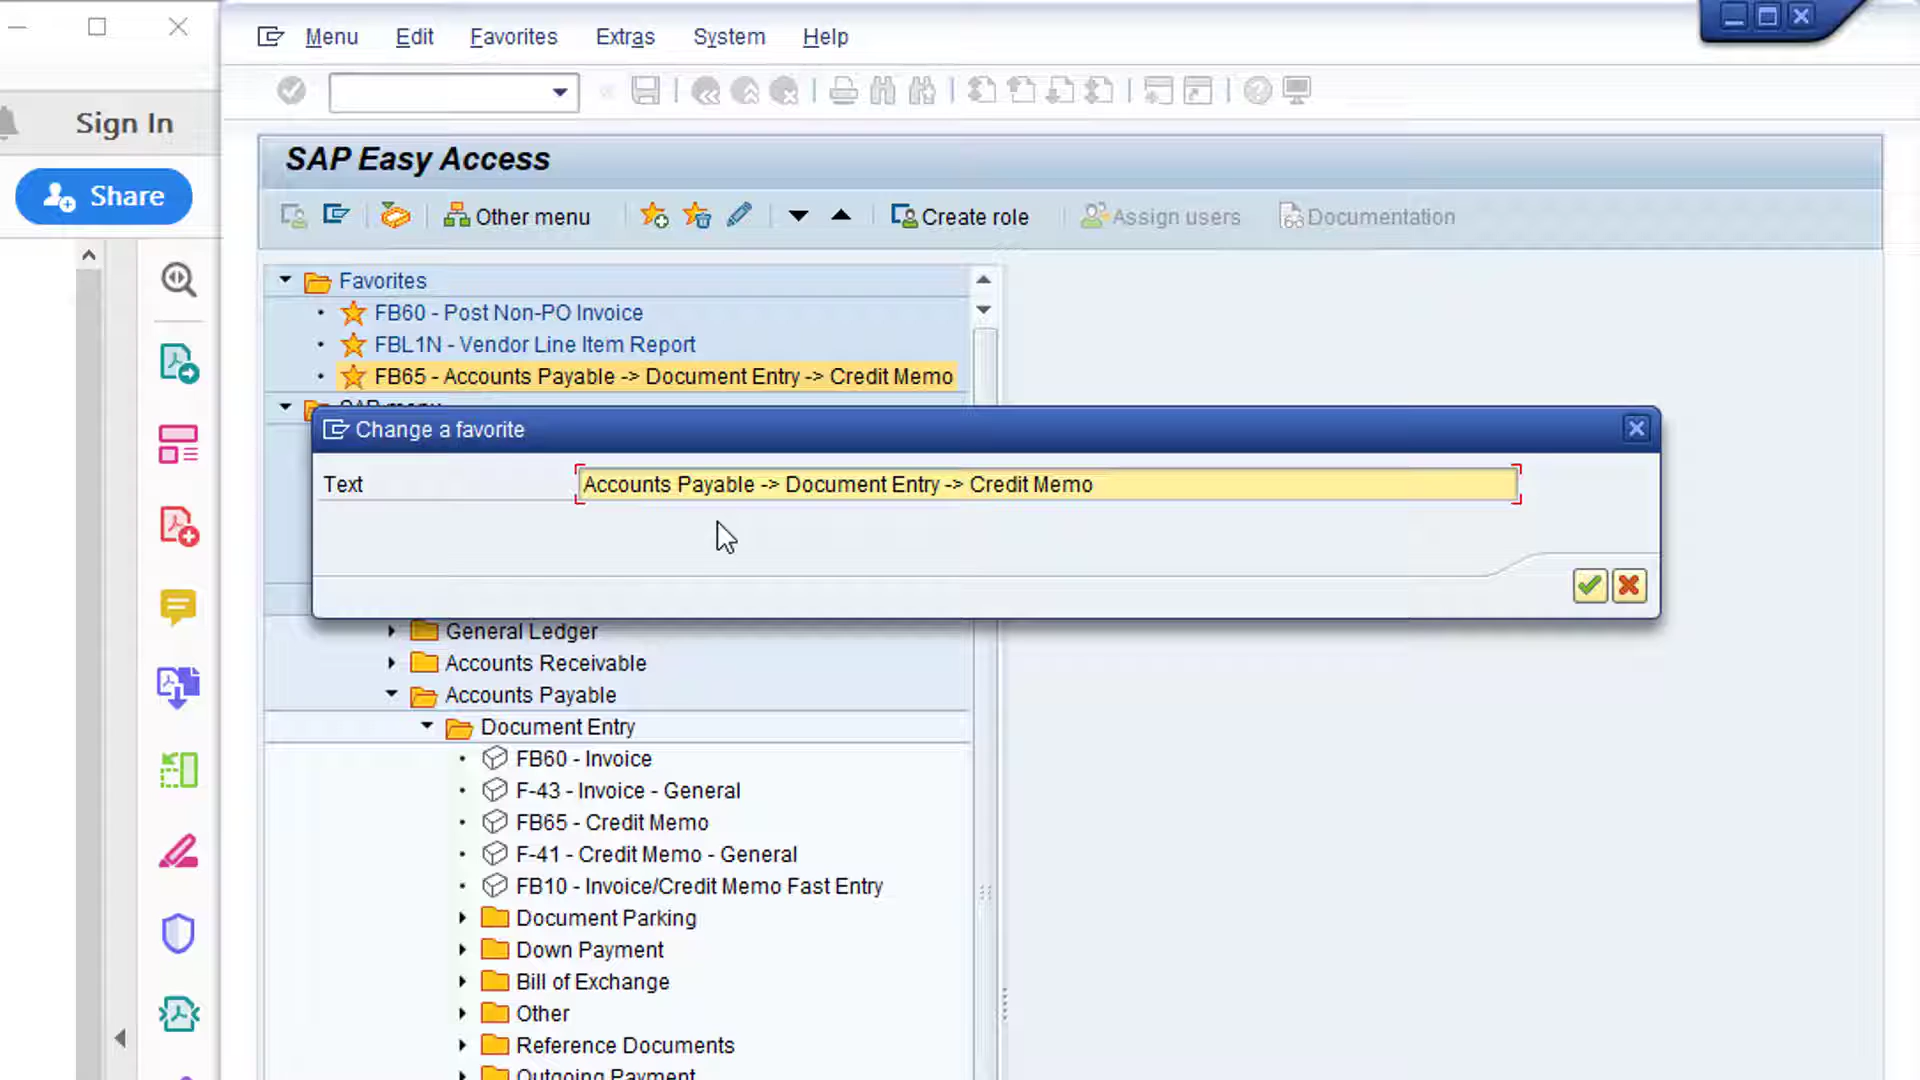 Menu Edit Favorites Extras System Help
Sign In
Share
SAP Easy Access
Other menu Create role Assign users Documentation
Favorites
FB60 - Post Non-PO Invoice
FBL1N - Vendor Line Item Report
FB65 - Accounts Payable -> Document Entry -> Credit Memo
SAP menu
Change a favorite
Text Accounts Payable -> Document Entry -> Credit Memo
General Ledger
Accounts Receivable
Accounts Payable
Document Entry
FB60 - Invoice
F-43 - Invoice - General
FB65 - Credit Memo
F-41 - Credit Memo - General
FB10 - Invoice/Credit Memo Fast Entry
Document Parking
Down Payment
Bill of Exchange
Other
Reference Documents
Outgoing Payment